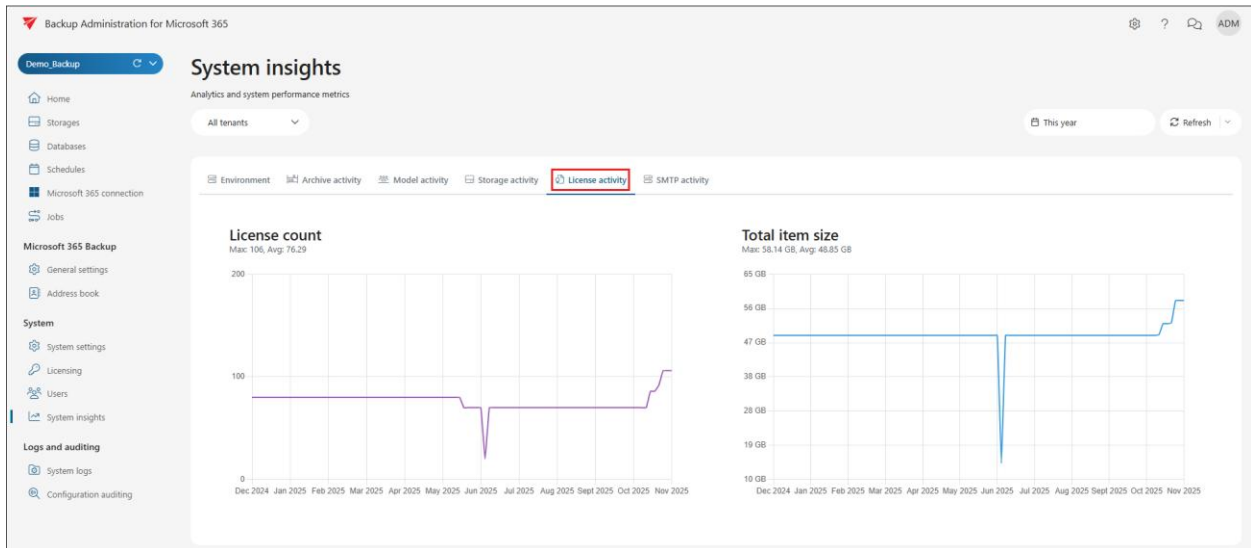 Backup Administration for Microsoft 365
ADM
Demo_Backup
Home
Storages
Databases
Schedules
Microsoft 365 connection
Jobs
Microsoft 365 Backup
General settings
Address book
System
System settings
Licensing
Users
System insights
Logs and auditing
System logs
Configuration auditing
System insights
Analytics and system performance metrics
All tenants
This year
Refresh
Environment Archive activity Model activity Storage activity License activity SMTP activity
License count
Max: 106, Avg: 76.29
200
100
0
Dec 2024 Jan 2025 Feb 2025 Mar 2025 Apr 2025 May 2025 Jun 2025 Jul 2025 Aug 2025 Sept 2025 Oct 2025 Nov 2025
Total item size
Max: 58.14 GB, Avg: 48.85 GB
65 GB
56 GB
47 GB
38 GB
28 GB
19 GB
10 GB
Dec 2024 Jan 2025 Feb 2025 Mar 2025 Apr 2025 May 2025 Jun 2025 Jul 2025 Aug 2025 Sept 2025 Oct 2025 Nov 2025